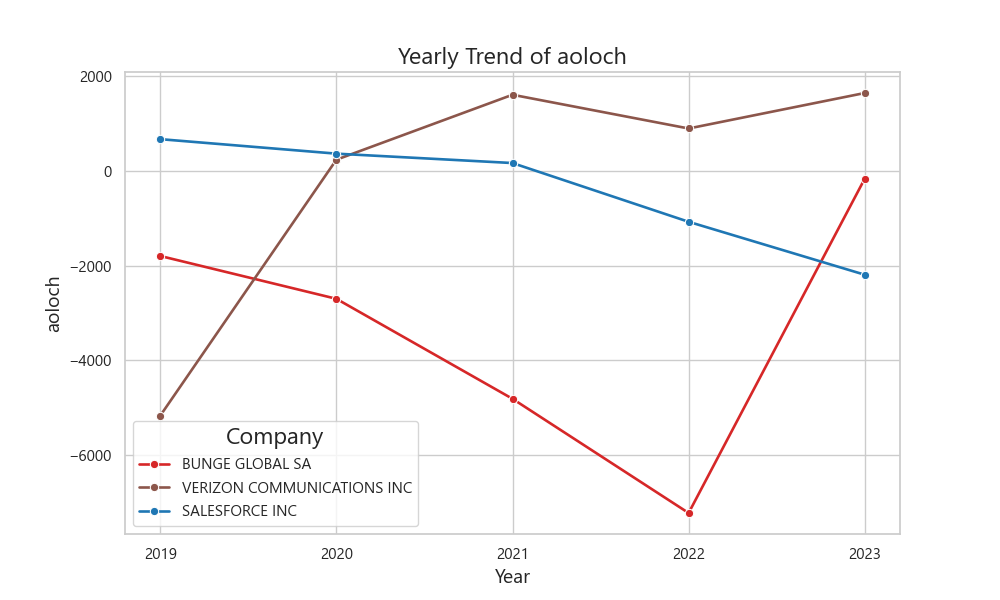 Yearly Trend of aoloch
2000
0
−2000
−4000
−6000
aoloch
Company
BUNGE GLOBAL SA
VERIZON COMMUNICATIONS INC
SALESFORCE INC
2019 2020 2021 2022 2023
Year